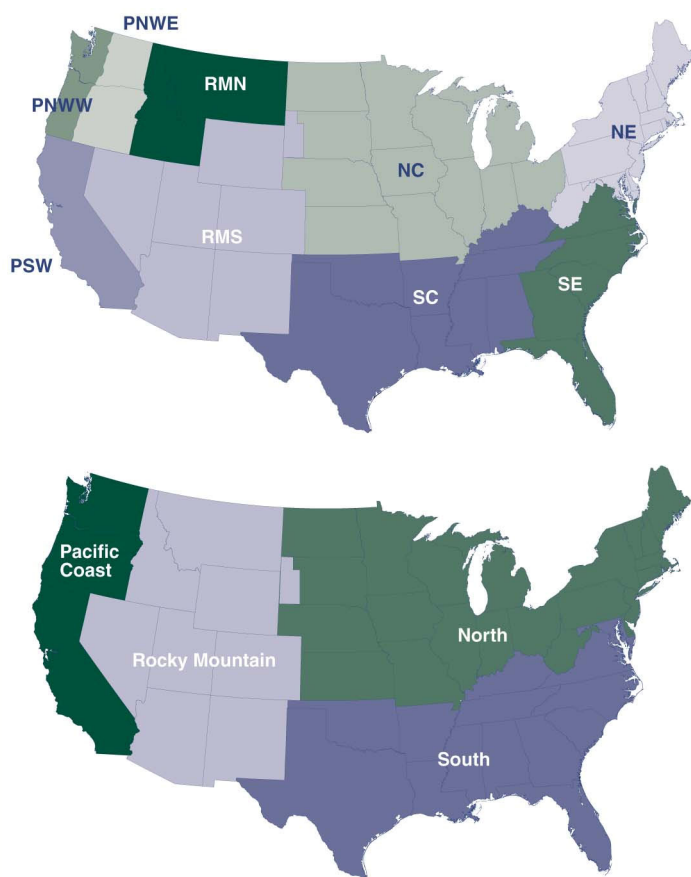 PNWE
RMN
PNWW
NE
NC
RMS
PSW
SC
SE
Pacific
Coast
North
Rocky Mountain
South